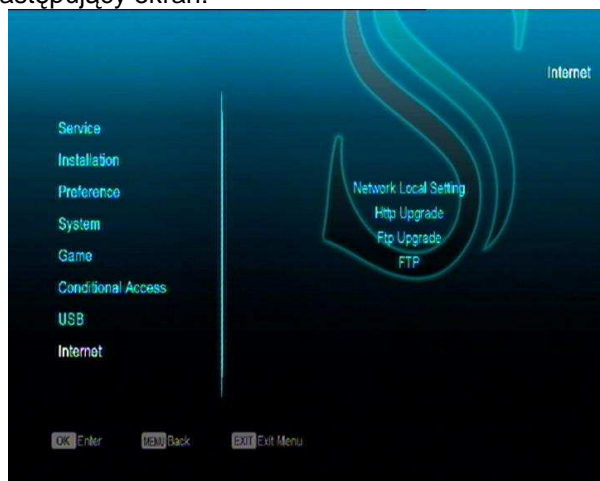 astępujący ekran:
Internet
Service
Installation
Preference
System
Game
Conditional Access
USB
Internet
Network Local Setting
Http Upgrade
Ftp Upgrade
FTP
OK Enter MENU Back EXIT Exit Menu